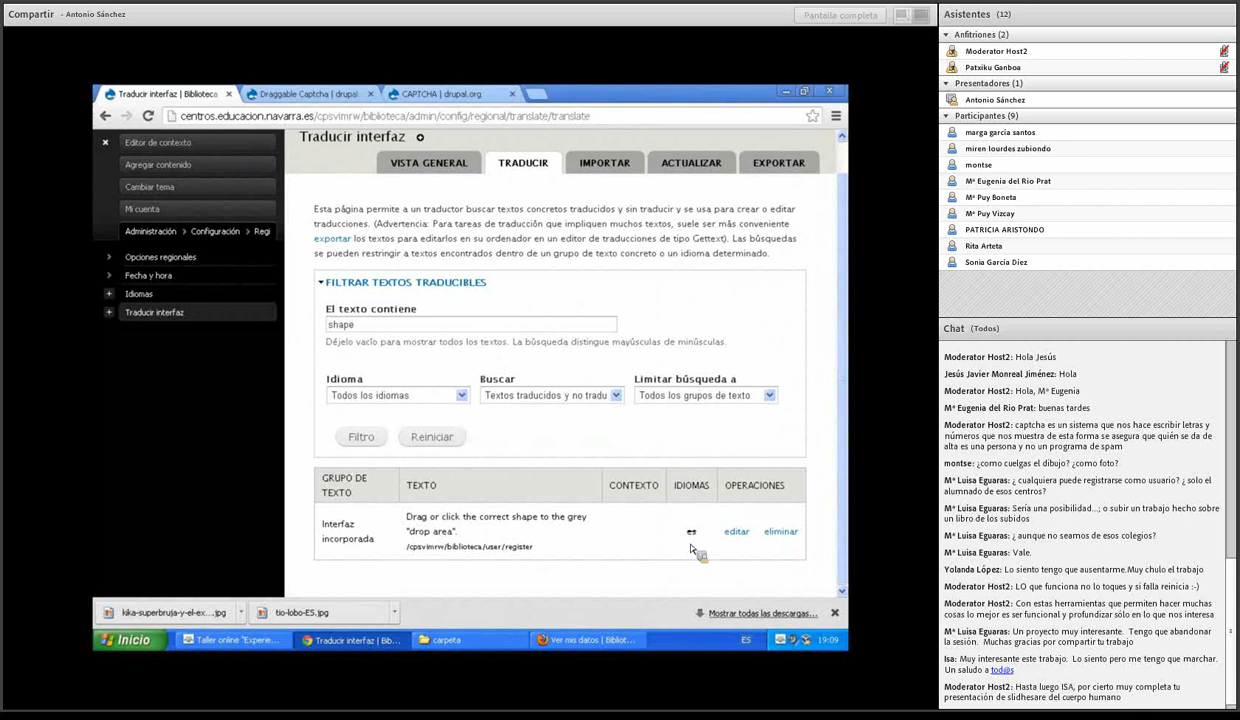 Compartir - Antonio Sánchez
Pantalla completa
Traducir interfaz | Biblioteca
Draggable Captcha | drupal.
CAPTCHA | drupal.org
centros.educacion.navarra.es/cpsvimrw/biblioteca/admin/config/regional/translate/translate
Editor de contexto
Agregar contenido
Cambiar tema
Mi cuenta
Administración > Configuración > Regi
Opciones regionales
Fecha y hora
Idiomas
Traducir interfaz
Traducir interfaz
VISTA GENERAL
TRADUCIR
IMPORTAR
ACTUALIZAR
EXPORTAR
Esta página permite a un traductor buscar textos concretos traducidos y sin traducir y se usa para crear o editar
traducciones. (Advertencia: Para tareas de traducción que impliquen muchos textos, suele ser más conveniente
exportar los textos para editarlos en su ordenador en un editor de traducciones de tipo Gettext). Las búsquedas
se pueden restringir a textos encontrados dentro de un grupo de texto concreto o un idioma determinado.
FILTRAR TEXTOS TRADUCIBLES
El texto contiene
shape
Déjelo vacío para mostrar todos los textos. La búsqueda distingue mayúsculas de minúsculas.
Idioma
Buscar
Limitar búsqueda a
Todos los idiomas
Textos traducidos y no tradu
Todos los grupos de texto
Filtro
Reiniciar
GRUPO DE TEXTO
TEXTO
CONTEXTO
IDIOMAS
OPERACIONES
Interfaz incorporada
Drag or click the correct shape to the grey
"drop area".
/cpsvimrw/biblioteca/user/register
es
editar
eliminar
kika-superbruja-y-el-ex....jpg
tio-lobo-ES.jpg
Mostrar todas las descargas...
Inicio
Taller online "Experie...
Traducir interfaz | Bib...
carpeta
Ver mis datos | Bibliot...
ES
19:09
Asistentes (12)
Anfitriones (2)
Moderator Host2
Patxiku Ganboa
Presentadores (1)
Antonio Sánchez
Participantes (9)
marga garcía santos
miren lourdes zubiondo
montse
Mª Eugenia del Rio Prat
Mª Puy Boneta
Mª Puy Vizcay
PATRICIA ARISTONDO
Rita Arteta
Sonia García Díez
Chat (Todos)
Moderator Host2: Hola Jesús
Jesús Javier Monreal Jiménez: Hola
Moderator Host2: Hola, Mª Eugenia
Mª Eugenia del Rio Prat: buenas tardes
Moderator Host2: captcha es un sistema que nos hace escribir letras y
números que nos muestra de esta forma se asegura que quién se da de
alta es una persona y no un programa de spam
montse: ¿como cuelgas el dibujo? ¿como foto?
Mª Luisa Eguaras: ¿ cualquiera puede registrarse como usuario? ¿ solo el
alumnado de esos centros?
Mª Luisa Eguaras: Sería una posibilidad...; o subir un trabajo hecho sobre
un libro de los subidos
Mª Luisa Eguaras: ¿ aunque no seamos de esos colegios?
Mª Luisa Eguaras: Vale.
Yolanda López: Lo siento tengo que ausentarme.Muy chulo el trabajo
Moderator Host2: LO que funciona no lo toques y si falla reinicia :-)
Moderator Host2: Con estas herramientas que permiten hacer muchas
cosas lo mejor es ser funcional y profundizar sólo en lo que nos interesa
Mª Luisa Eguaras: Un proyecto muy interesante. Tengo que abandonar
la sesión. Muchas gracias por compartir tu trabajo
Isa: Muy interesante este trabajo. Lo siento pero me tengo que marchar.
Un saludo a tod@s
Moderator Host2: Hasta luego ISA, por cierto muy completa tu
presentación de slidhesare del cuerpo humano